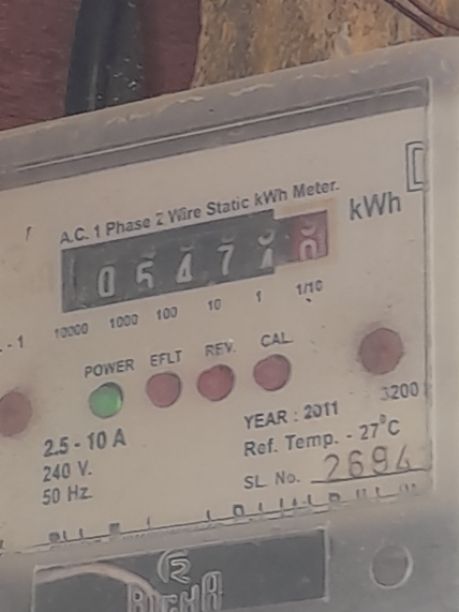 A.C. 1 Phase 2 Wire Static kWh Meter.
kWh
0 5 4 7
10000 1000 100 10 1 1/10
POWER EFLT REV. CAL.
3200
2.5 - 10 A
240 V.
50 Hz.
YEAR : 2011
Ref. Temp. - 27°C
SL. No. 2694